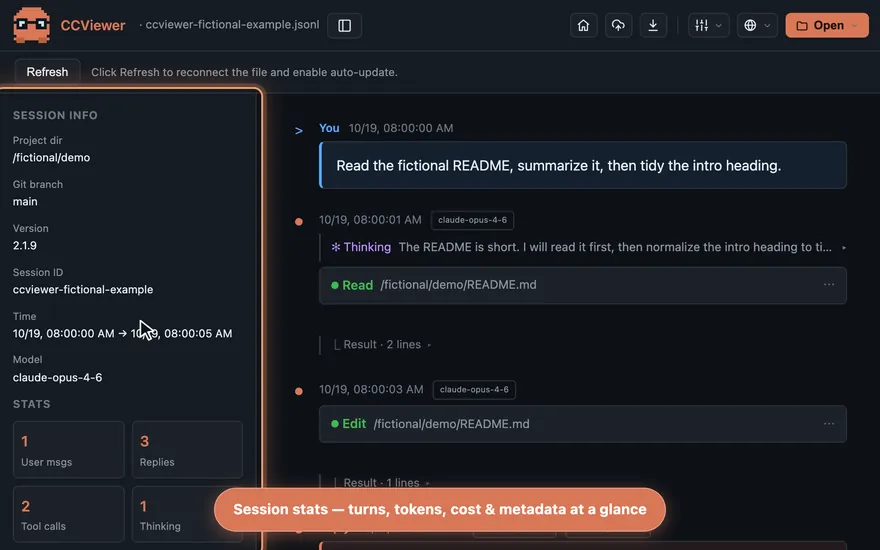 CCViewer · ccviewer-fictional-example.jsonl Open
Refresh Click Refresh to reconnect the file and enable auto-update.
SESSION INFO
Project dir
/fictional/demo
Git branch
main
Version
2.1.9
Session ID
ccviewer-fictional-example
Time
10/19, 08:00:00 AM → 10/19, 08:00:05 AM
Model
claude-opus-4-6
STATS
1
User msgs
3
Replies
2
Tool calls
1
Thinking
> You 10/19, 08:00:00 AM
Read the fictional README, summarize it, then tidy the intro heading.
10/19, 08:00:01 AM claude-opus-4-6
✻ Thinking The README is short. I will read it first, then normalize the intro heading to ti...
Read /fictional/demo/README.md ...
⎣ Result · 2 lines
10/19, 08:00:03 AM claude-opus-4-6
Edit /fictional/demo/README.md ...
Result · 1 lines
Session stats — turns, tokens, cost & metadata at a glance